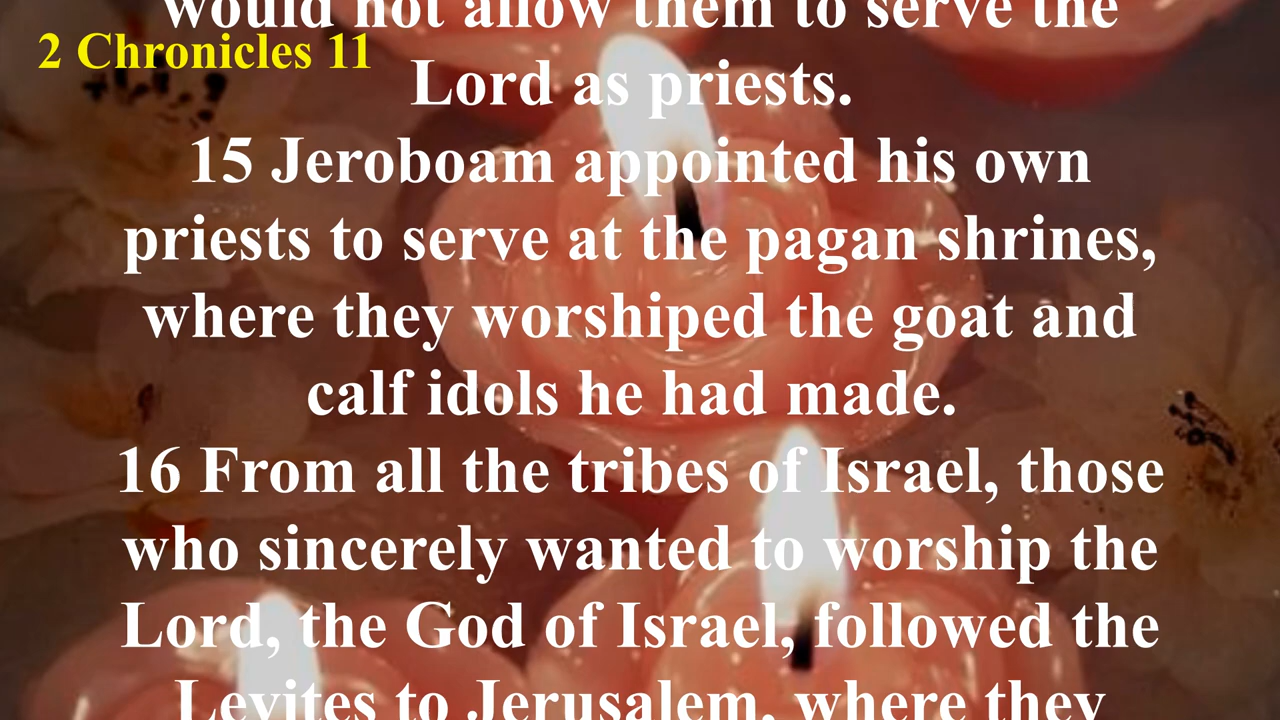 would not allow them to serve the
2 Chronicles 11
Lord as priests.
15 Jeroboam appointed his own
priests to serve at the pagan shrines,
where they worshiped the goat and
calf idols he had made.
16 From all the tribes of Israel, those
who sincerely wanted to worship the
Lord, the God of Israel, followed the
Levites to Jerusalem, where they